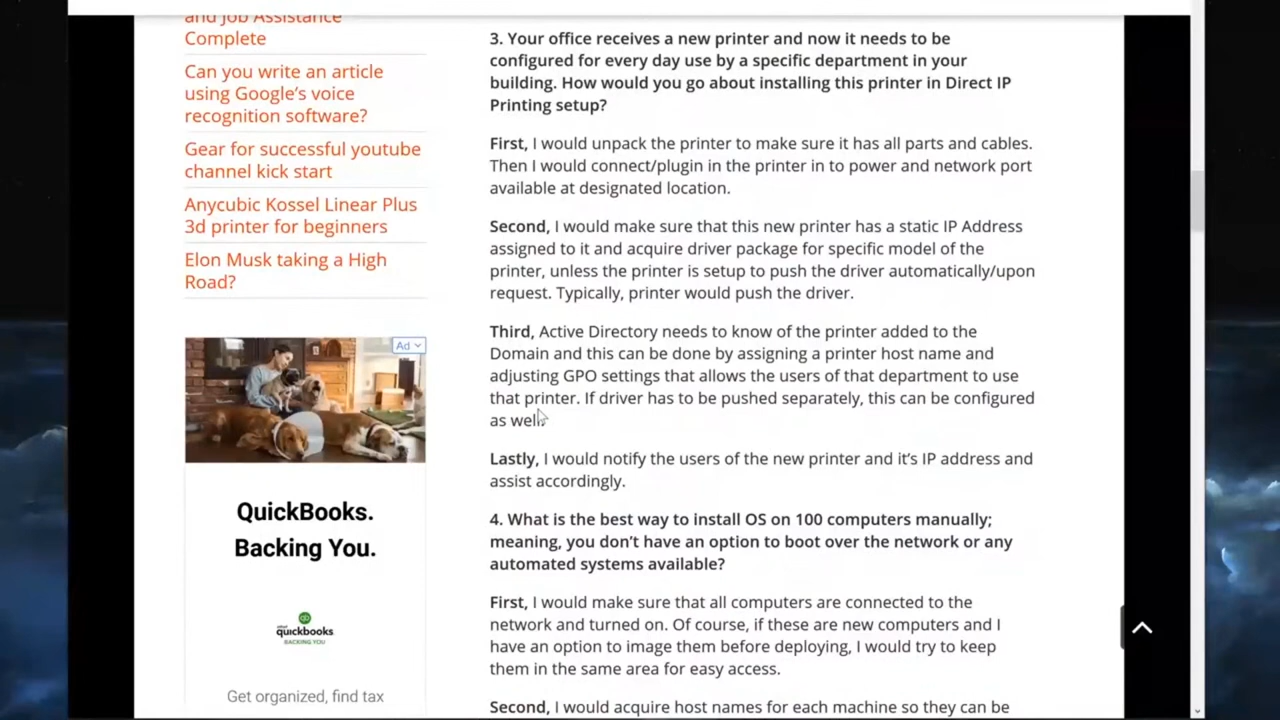 and Job Assistance
Complete
Can you write an article
using Google's voice
recognition software?
Gear for successful youtube
channel kick start
Anycubic Kossel Linear Plus
3d printer for beginners
Elon Musk taking a High
Road?
Ad
QuickBooks.
Backing You.
quickbooks
BACKING YOU
Get organized, find tax
3. Your office receives a new printer and now it needs to be
configured for every day use by a specific department in your
building. How would you go about installing this printer in Direct IP
Printing setup?
First, I would unpack the printer to make sure it has all parts and cables.
Then I would connect/plugin in the printer in to power and network port
available at designated location.
Second, I would make sure that this new printer has a static IP Address
assigned to it and acquire driver package for specific model of the
printer, unless the printer is setup to push the driver automatically/upon
request. Typically, printer would push the driver.
Third, Active Directory needs to know of the printer added to the
Domain and this can be done by assigning a printer host name and
adjusting GPO settings that allows the users of that department to use
that printer. If driver has to be pushed separately, this can be configured
as well.
Lastly, I would notify the users of the new printer and it's IP address and
assist accordingly.
4. What is the best way to install OS on 100 computers manually;
meaning, you don't have an option to boot over the network or any
automated systems available?
First, I would make sure that all computers are connected to the
network and turned on. Of course, if these are new computers and I
have an option to image them before deploying, I would try to keep
them in the same area for easy access.
Second, I would acquire host names for each machine so they can be